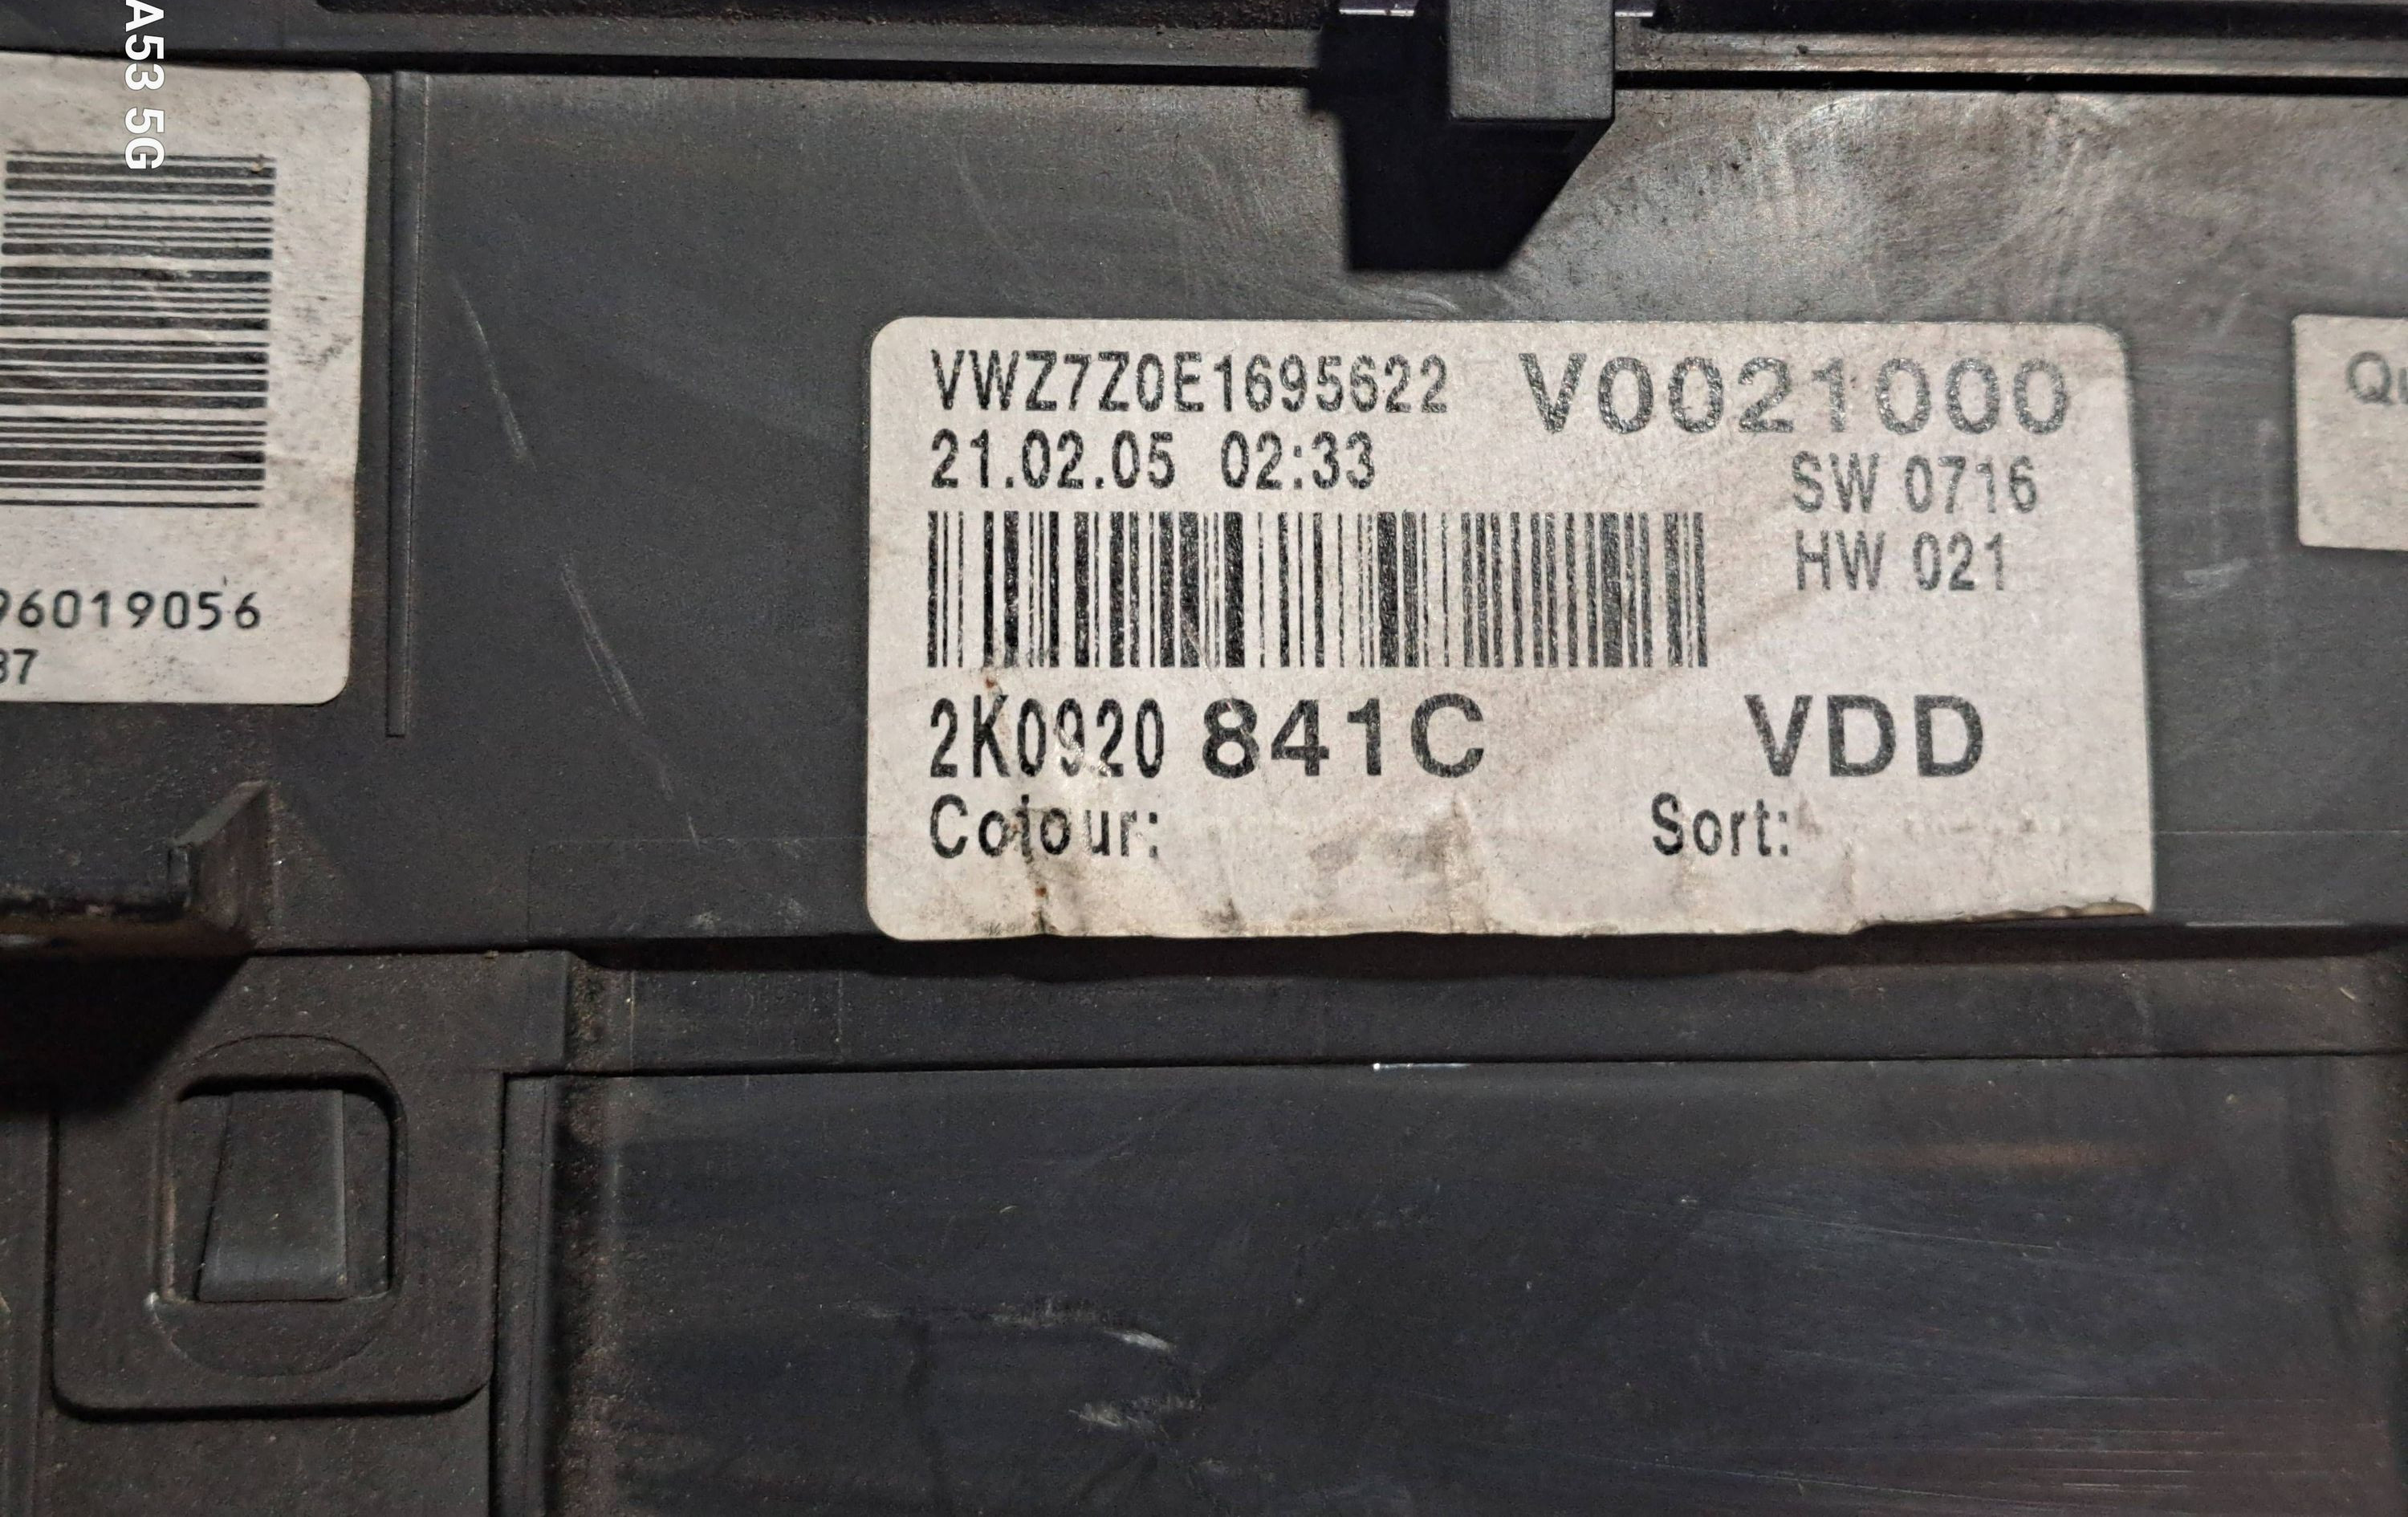 A53 5G
96019056
37
VWZ7Z0E1695622 V0021000
21.02.05 02:33
SW 0716
HW 021
2K0920 841C VDD
Colour: Sort: